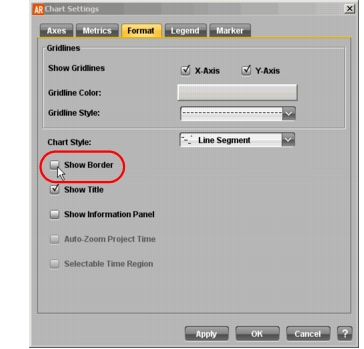 AR Chart Settings
Axes Metrics Format Legend Marker
Gridlines
Show Gridlines X-Axis Y-Axis
Gridline Color:
Gridline Style:
Chart Style: Line Segment
Show Border
Show Title
Show Information Panel
Auto-Zoom Project Time
Selectable Time Region
Apply OK Cancel ?